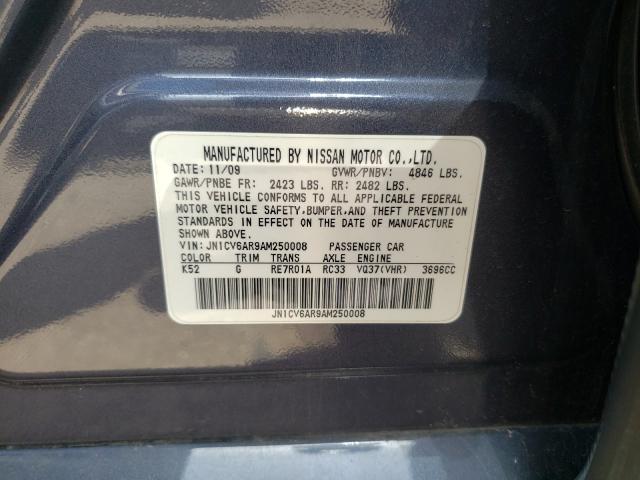 MANUFACTURED BY NISSAN MOTOR CO.,LTD.
DATE: 11/09 GVWR/PNBV: 4846 LBS.
GAWR/PNBE FR: 2423 LBS. RR: 2482 LBS.
THIS VEHICLE CONFORMS TO ALL APPLICABLE FEDERAL
MOTOR VEHICLE SAFETY,BUMPER,AND THEFT PREVENTION
STANDARDS IN EFFECT ON THE DATE OF MANUFACTURE
SHOWN ABOVE.
VIN: JN1CV6AR9AM250008 PASSENGER CAR
COLOR TRIM TRANS AXLE ENGINE
K52 G RE7R01A RC33 VQ37(VHR) 3696CC
JN1CV6AR9AM250008